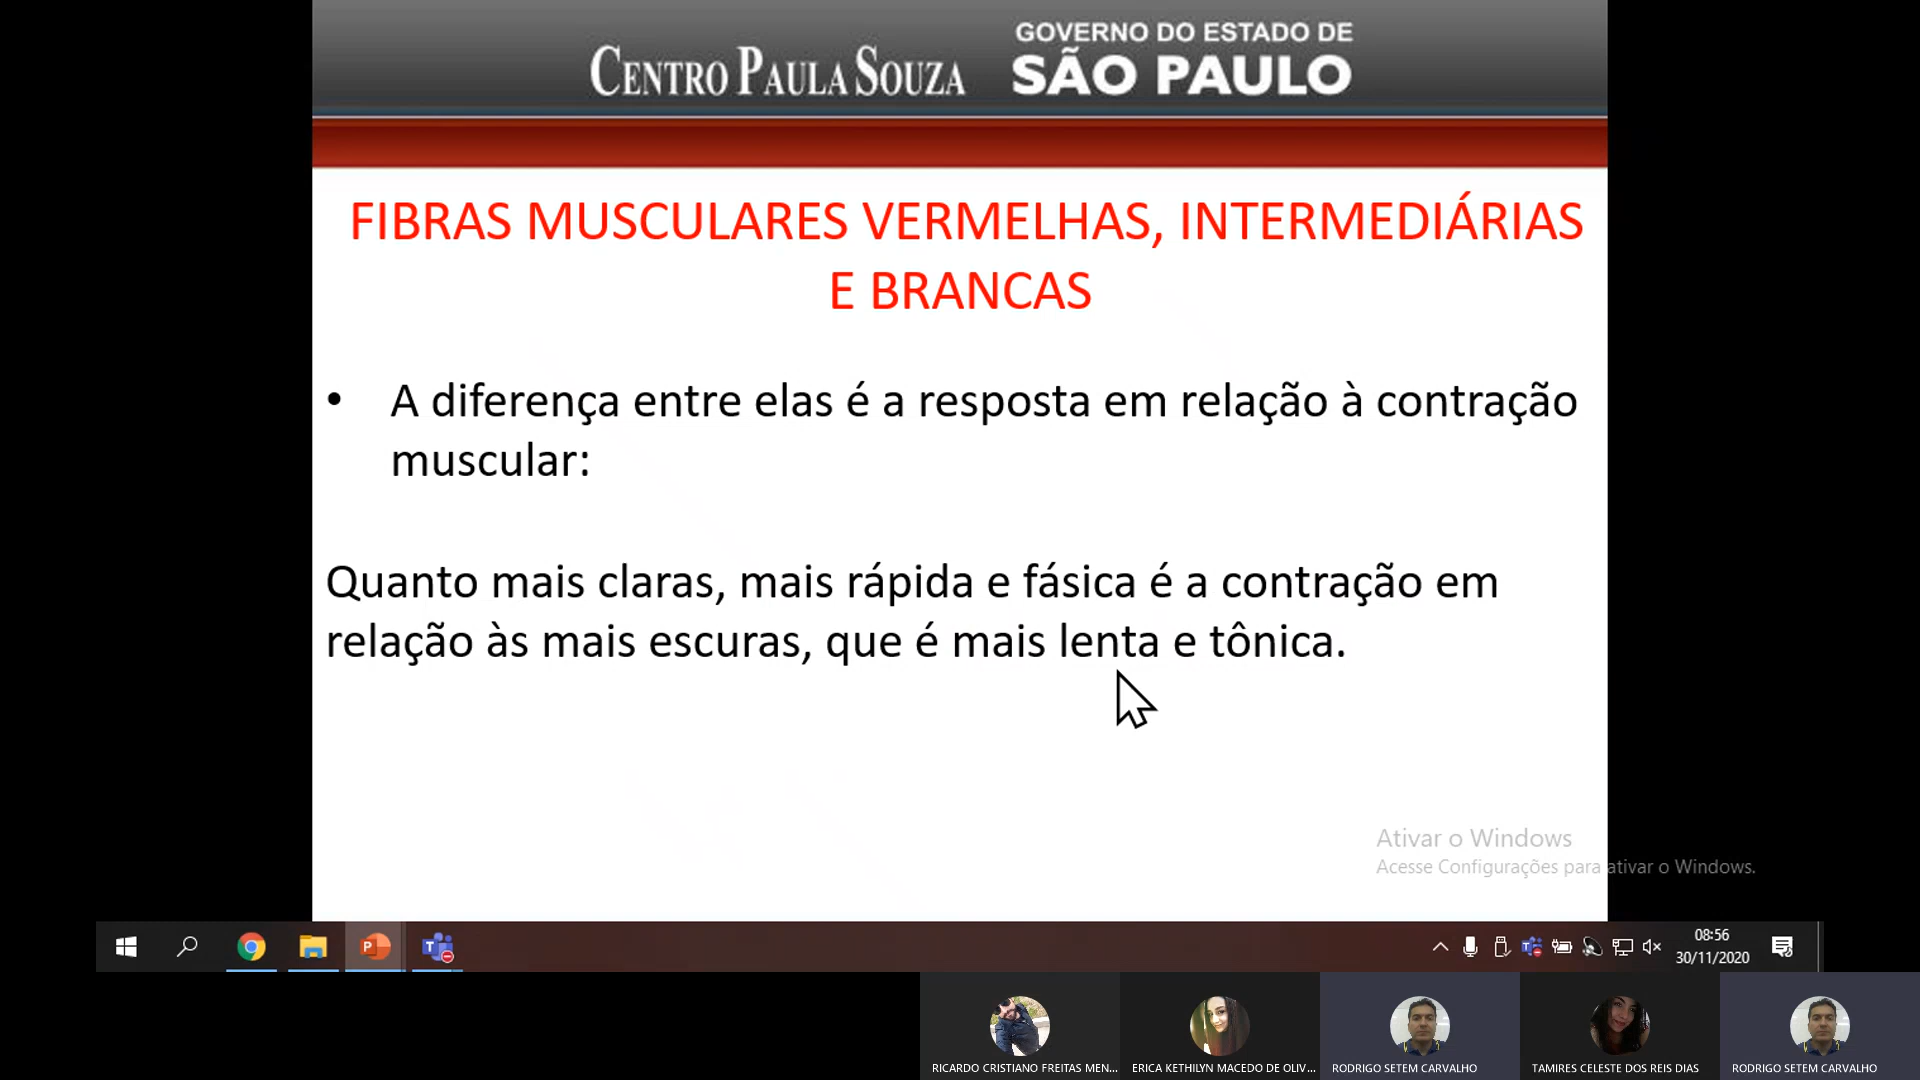 CENTRO PAULA SOUZA
GOVERNO DO ESTADO DE
SÃO PAULO
FIBRAS MUSCULARES VERMELHAS, INTERMEDIÁRIAS
E BRANCAS
• A diferença entre elas é a resposta em relação à contração
muscular:
Quanto mais claras, mais rápida e fásica é a contração em
relação às mais escuras, que é mais lenta e tônica.
Ativar o Windows
Acesse Configurações para ativar o Windows.
08:56
30/11/2020
RICARDO CRISTIANO FREITAS MEN...
ERICA KETHILYN MACEDO DE OLIV...
RODRIGO SETEM CARVALHO
TAMIRES CELESTE DOS REIS DIAS
RODRIGO SETEM CARVALHO